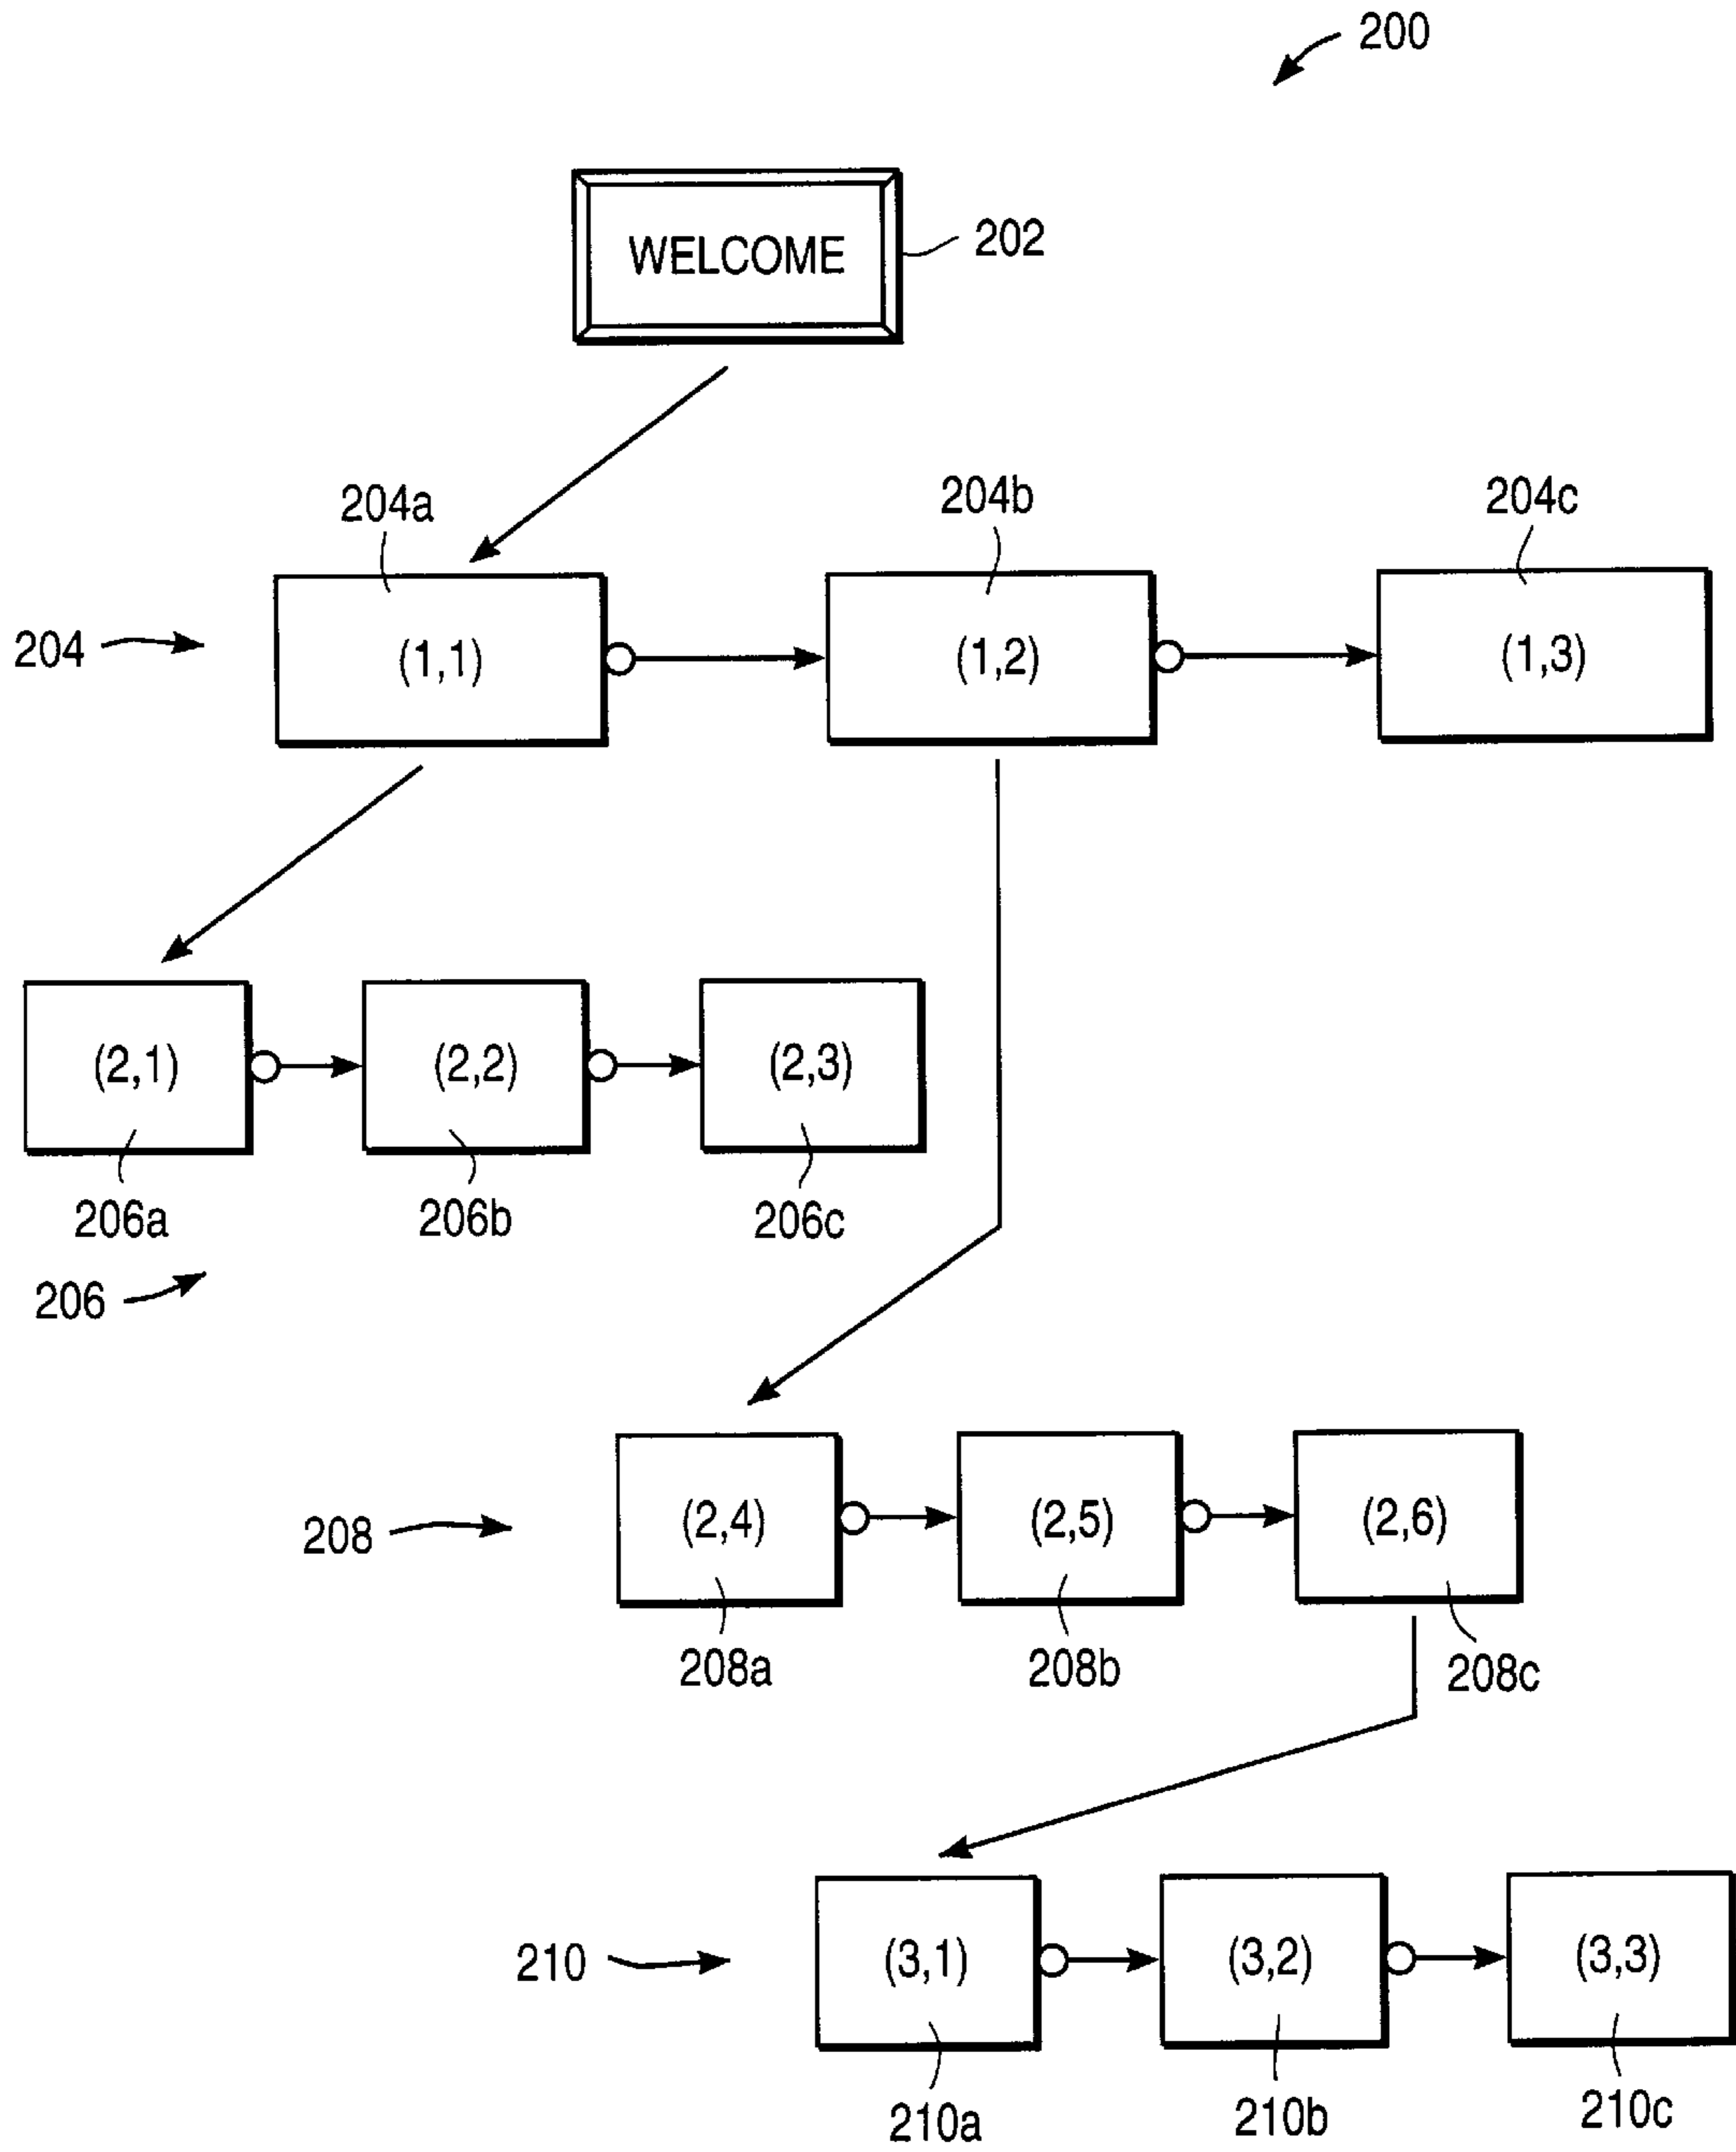 200
WELCOME
202
204a
204b
204c
204
(1,1)
(1,2)
(1,3)
(2,1)
(2,2)
(2,3)
206a
206b
206c
206
208
(2,4)
(2,5)
(2,6)
208a
208b
208c
210
(3,1)
(3,2)
(3,3)
210a
210b
210c